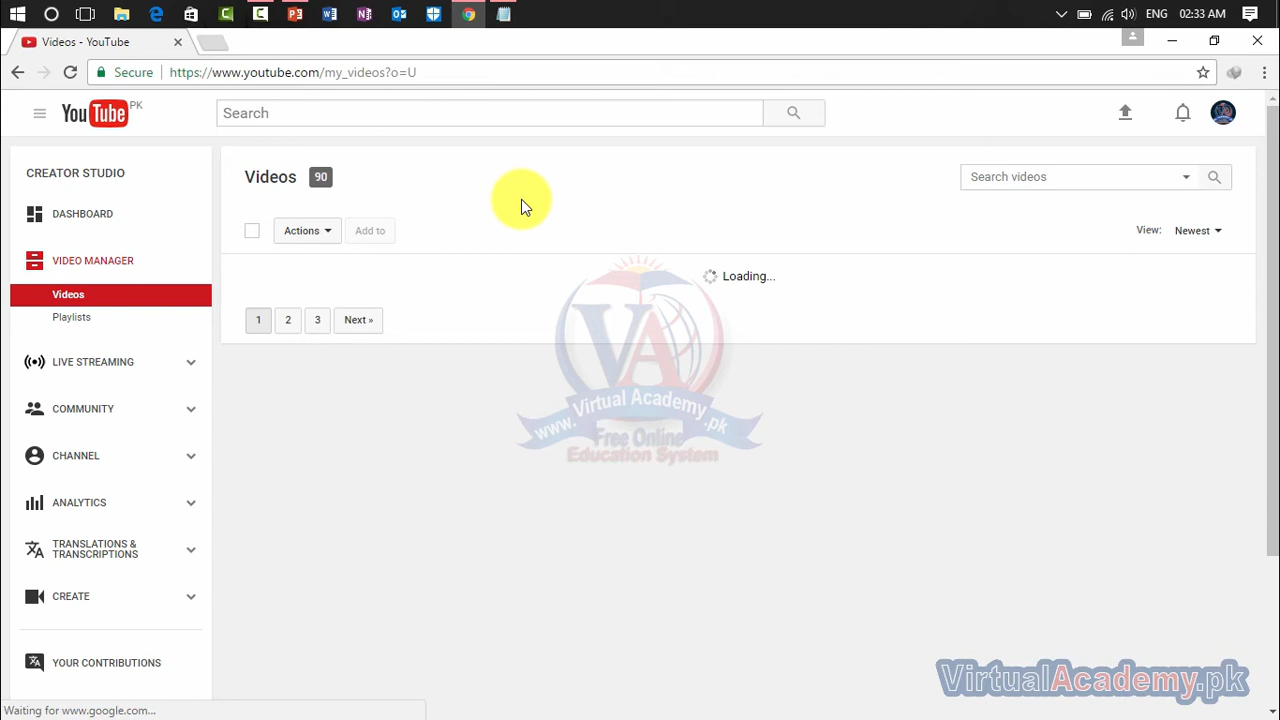 ENG 02:33 AM
Videos - YouTube
Secure https://www.youtube.com/my_videos?o=U
YouTube PK
Search
CREATOR STUDIO
DASHBOARD
VIDEO MANAGER
Videos
Playlists
LIVE STREAMING
COMMUNITY
CHANNEL
ANALYTICS
TRANSLATIONS &
TRANSCRIPTIONS
CREATE
YOUR CONTRIBUTIONS
Videos 90
Search videos
Actions Add to
View: Newest
Loading...
1 2 3 Next »
VA
www.Virtual Academy.pk
Free Online
Education System
VirtualAcademy.pk
Waiting for www.google.com...